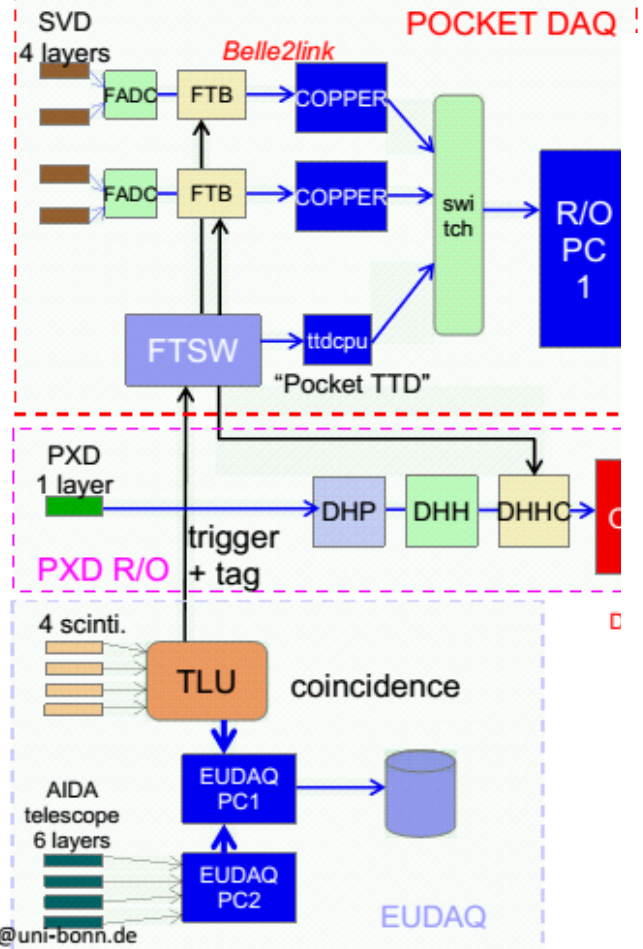 SVD
4 layers
POCKET DAQ
Belle2link
FADC
FTB
COPPER
FADC
FTB
COPPER
swi
tch
R/O
PC
1
FTSW
ttdcpu
“Pocket TTD”
PXD
1 layer
DHP
DHH
DHHC
PXD R/O
trigger
+ tag
4 scinti.
TLU
coincidence
EUDAQ
PC1
AIDA
telescope
6 layers
EUDAQ
PC2
EUDAQ
@uni-bonn.de